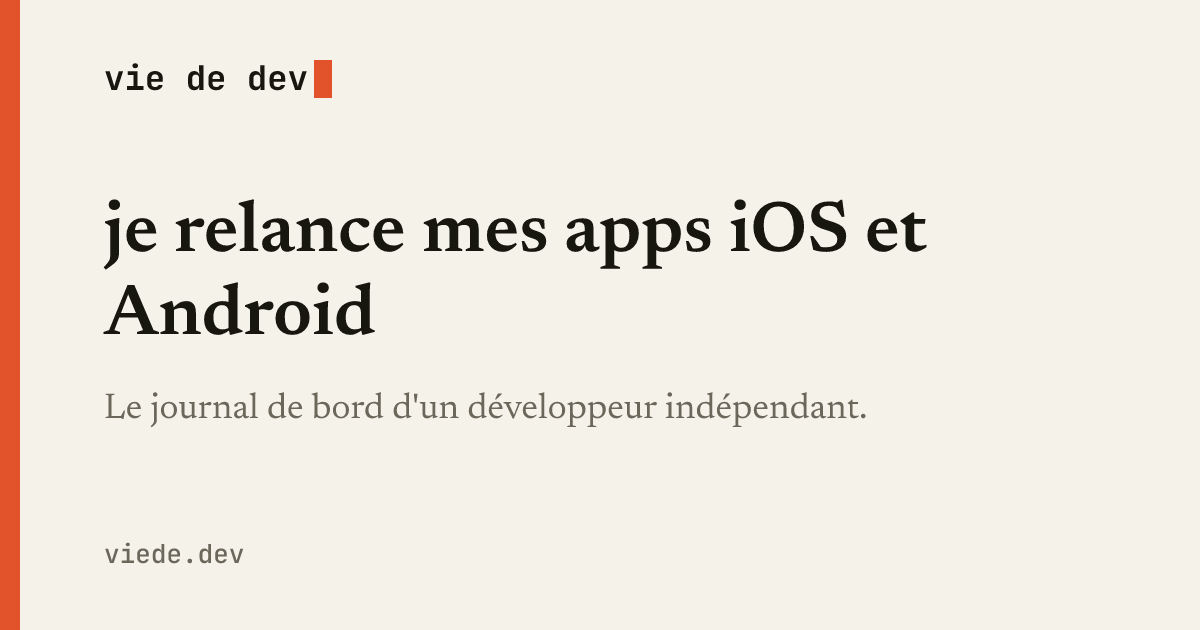 vie de dev
je relance mes apps iOS et
Android
Le journal de bord d'un développeur indépendant.
viede.dev